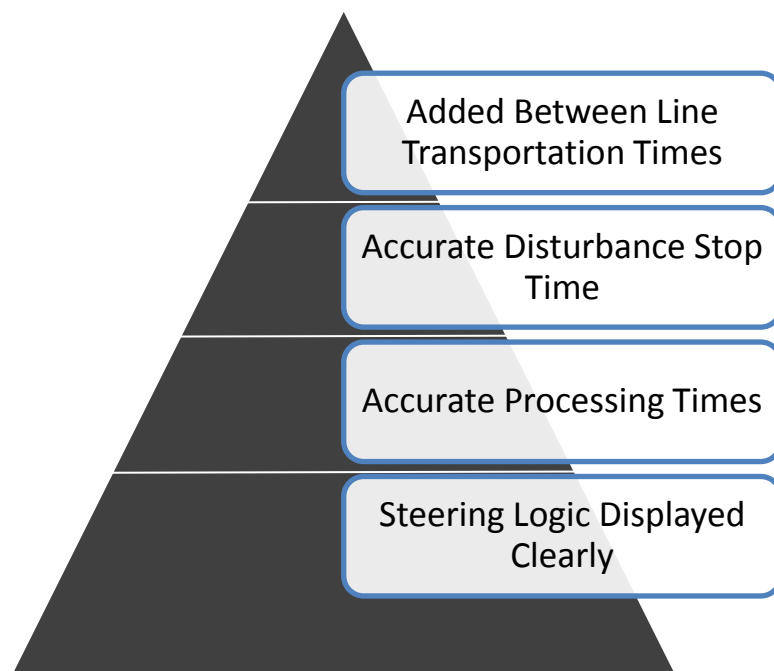 Added Between Line
Transportation Times
Accurate Disturbance Stop
Time
Accurate Processing Times
Steering Logic Displayed
Clearly